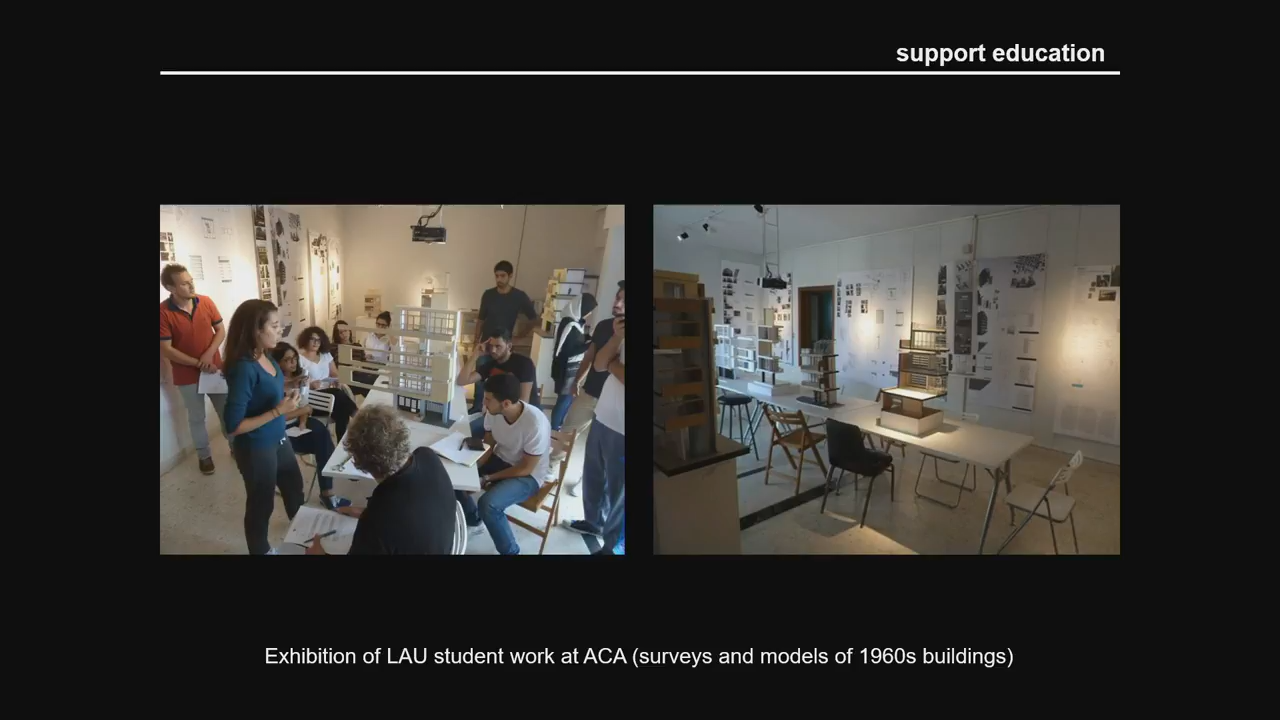 support education
Exhibition of LAU student work at ACA (surveys and models of 1960s buildings)